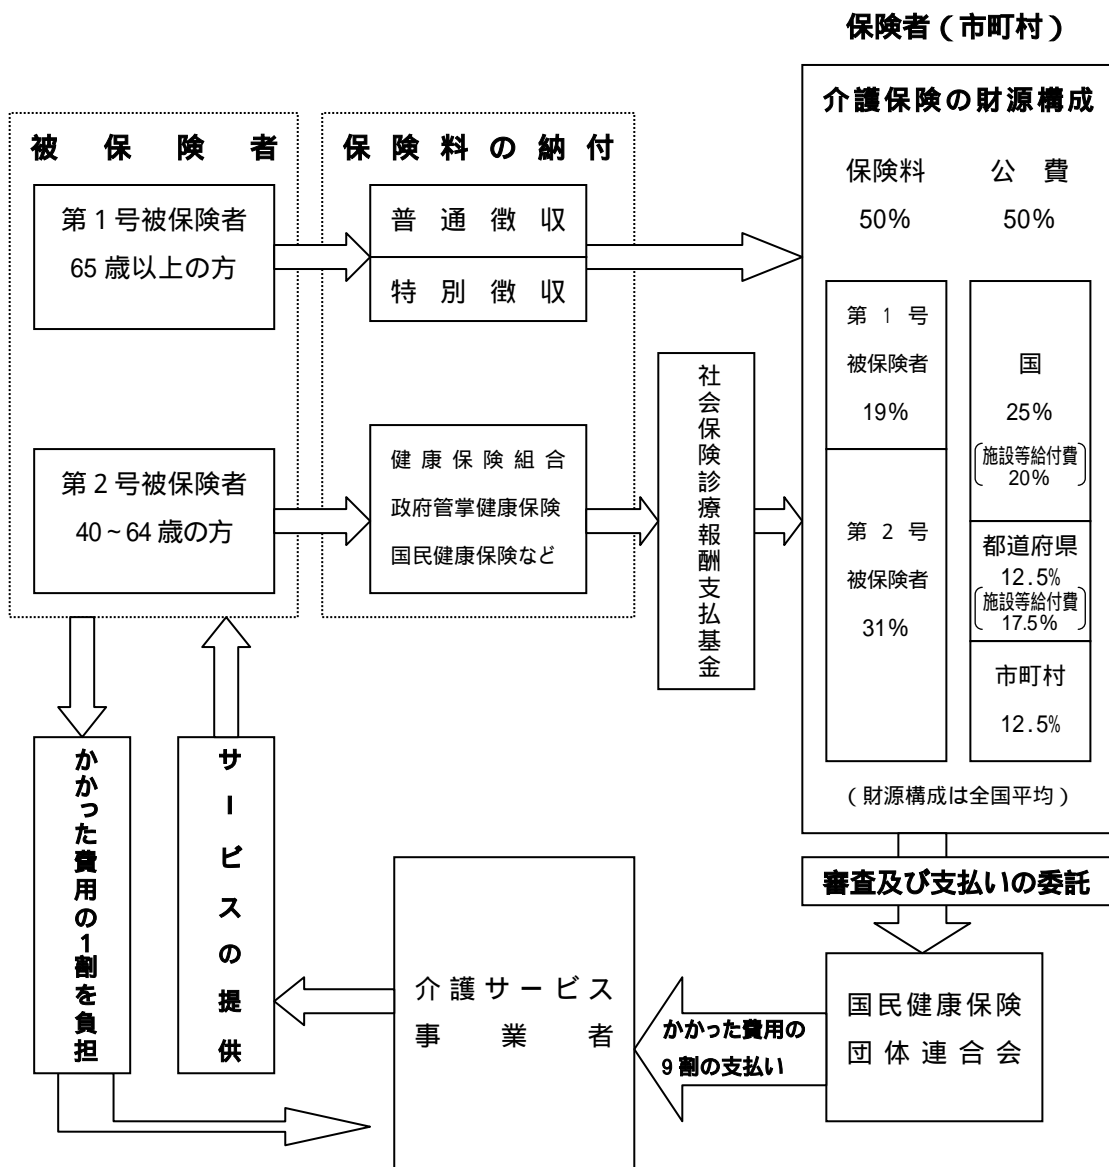 保険者（市町村）
介護保険の財源構成
保険料 公費
50% 50%
第１号
被保険者
19%
第２号
被保険者
31%
国
25%
〔施設等給付費
20%〕
都道府県
12.5%
〔施設等給付費
17.5%〕
市町村
12.5%
（財源構成は全国平均）
被保険者
第１号被保険者
65歳以上の方
第２号被保険者
40~64歳の方
保険料の納付
普通徴収
特別徴収
健康保険組合
政府管掌健康保険
国民健康保険など
社会保険診療報酬支払基金
審査及び支払いの委託
国民健康保険
団体連合会
かかった費用の
9割の支払い
介護サービス
事業者
サービスの提供
かかった費用の1割を負担